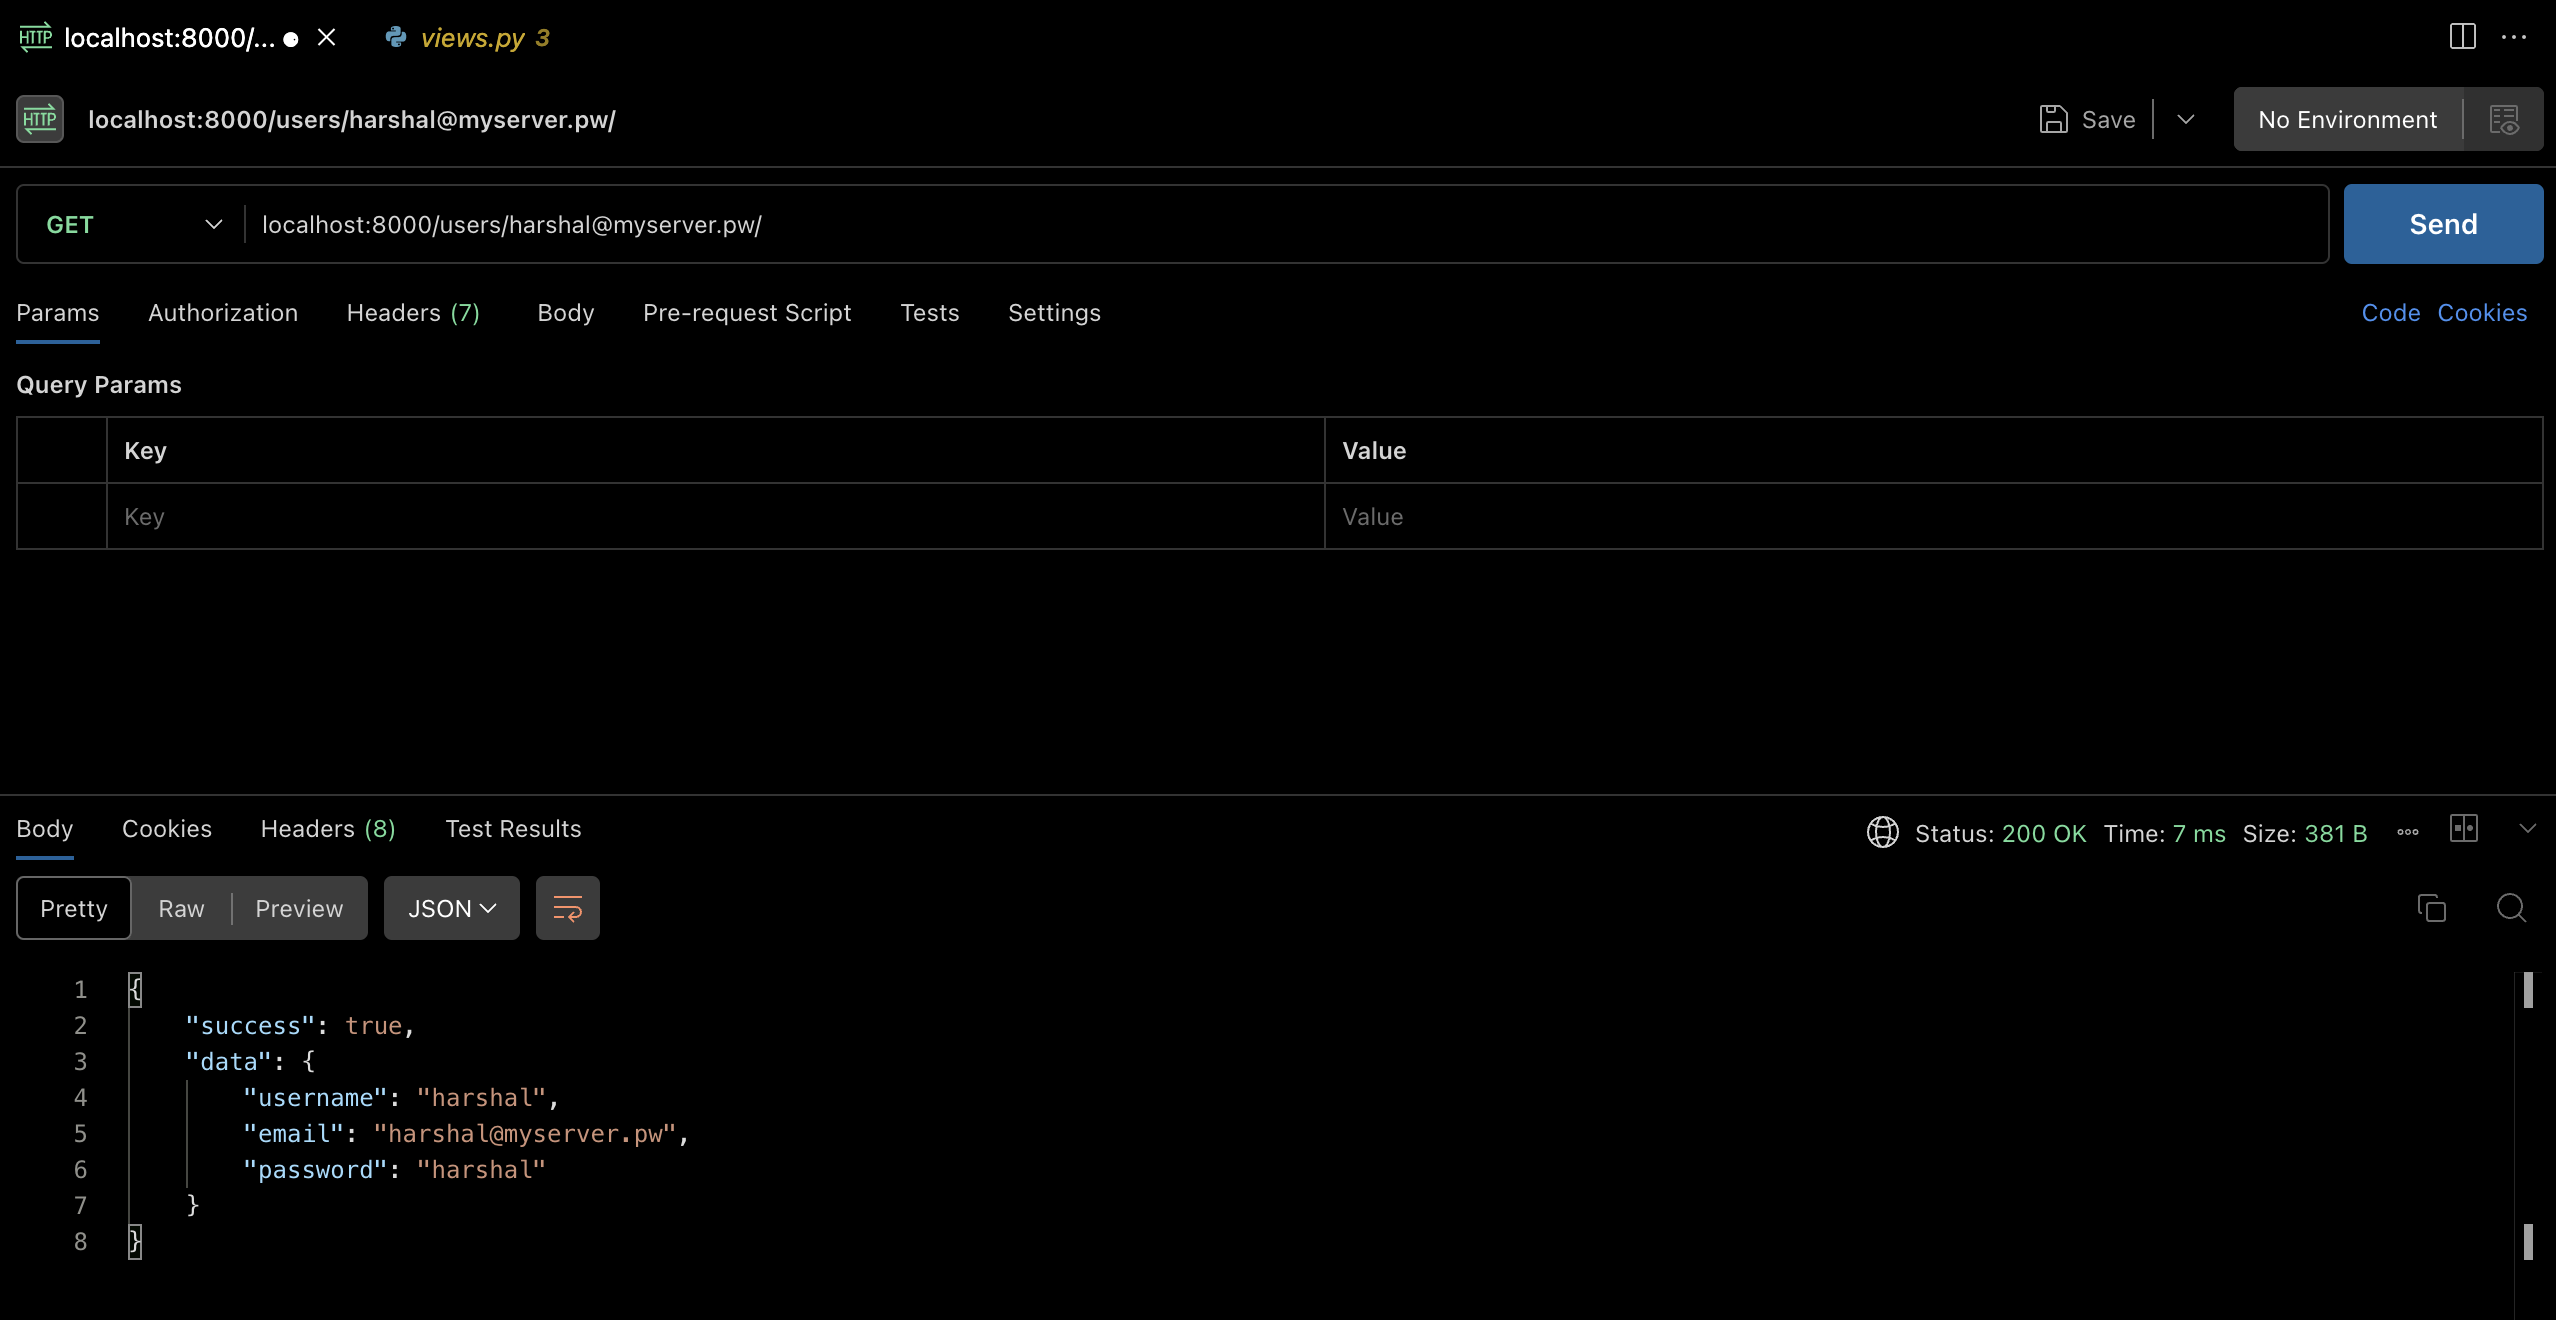 HTTP localhost:8000/... views.py 3
HTTP localhost:8000/users/harshal@myserver.pw/ Save No Environment
GET localhost:8000/users/harshal@myserver.pw/ Send
Params Authorization Headers (7) Body Pre-request Script Tests Settings Code Cookies
Query Params
Key Value
Key Value
Body Cookies Headers (8) Test Results Status: 200 OK Time: 7 ms Size: 381 B
Pretty Raw Preview JSON
1 {
2 "success": true,
3 "data": {
4 "username": "harshal",
5 "email": "harshal@myserver.pw",
6 "password": "harshal"
7 }
8 }